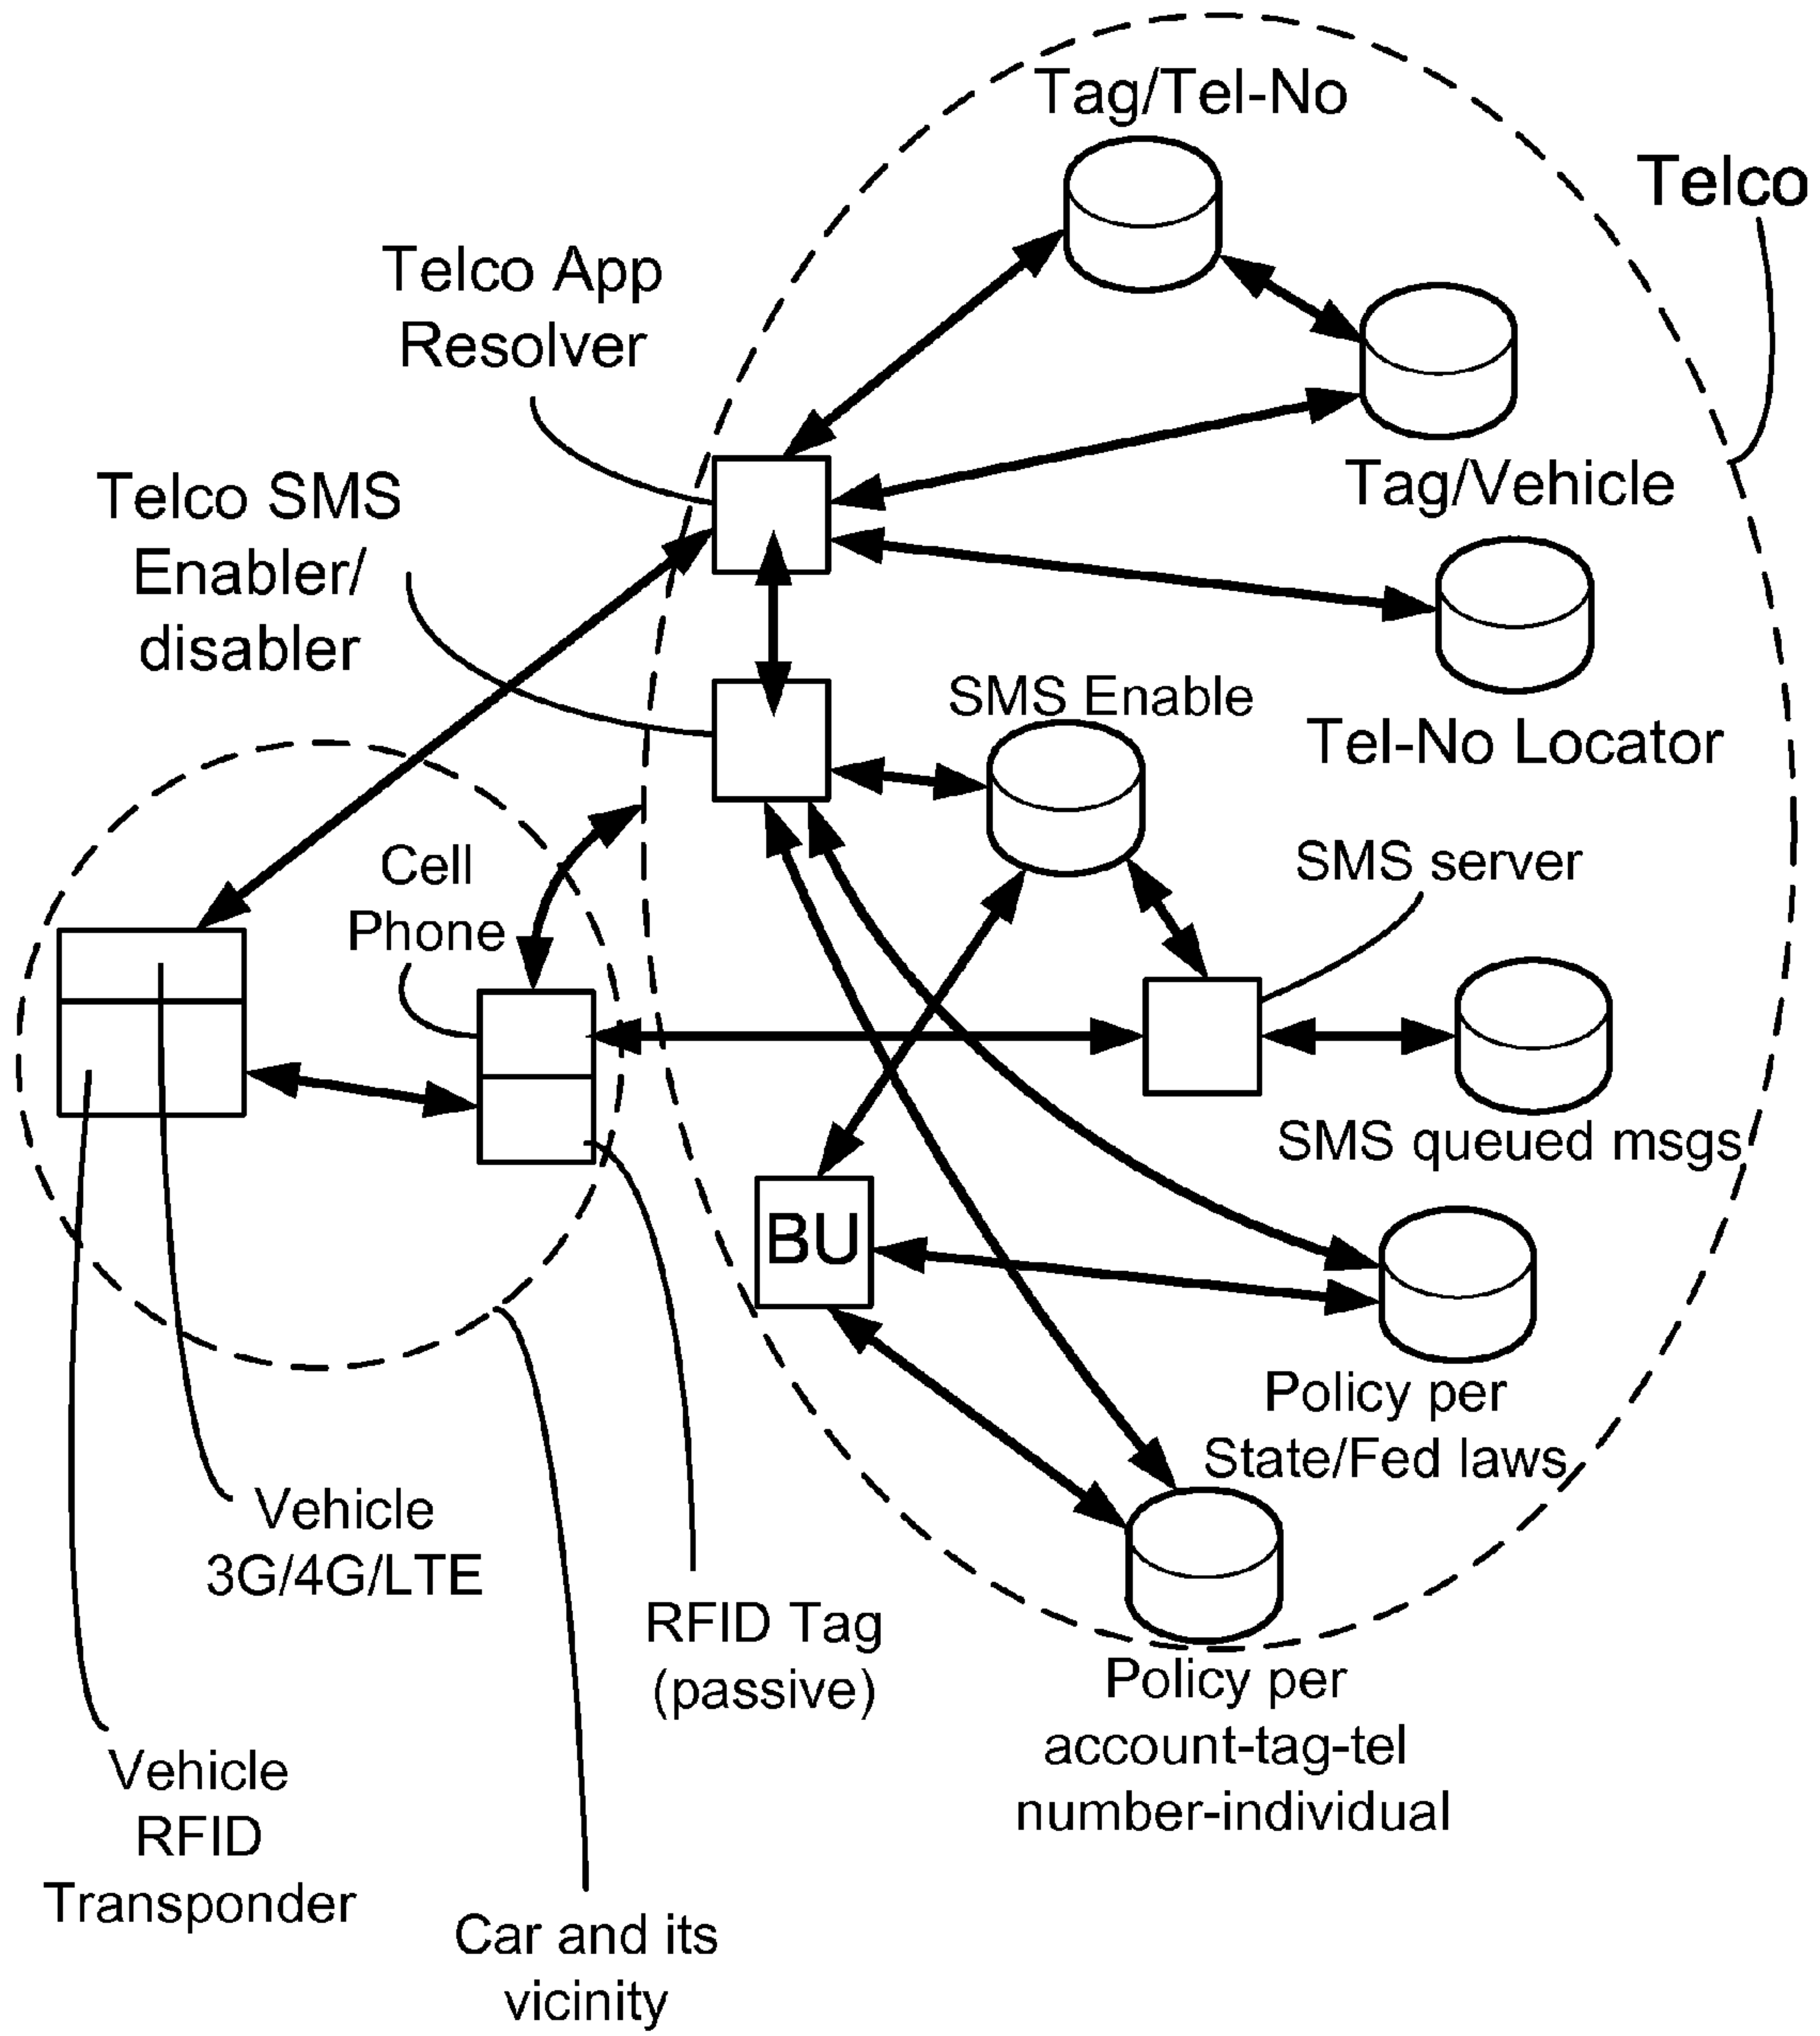 Tag/Tel-No
Telco
Telco App
Resolver
Telco SMS
Enabler/
disabler
Tag/Vehicle
SMS Enable
Tel-No Locator
Cell
Phone
SMS server
SMS queued msgs
BU
Policy per
State/Fed laws
Vehicle
3G/4G/LTE
RFID Tag
(passive)
Policy per
account-tag-tel
number-individual
Vehicle
RFID
Transponder
Car and its
vicinity